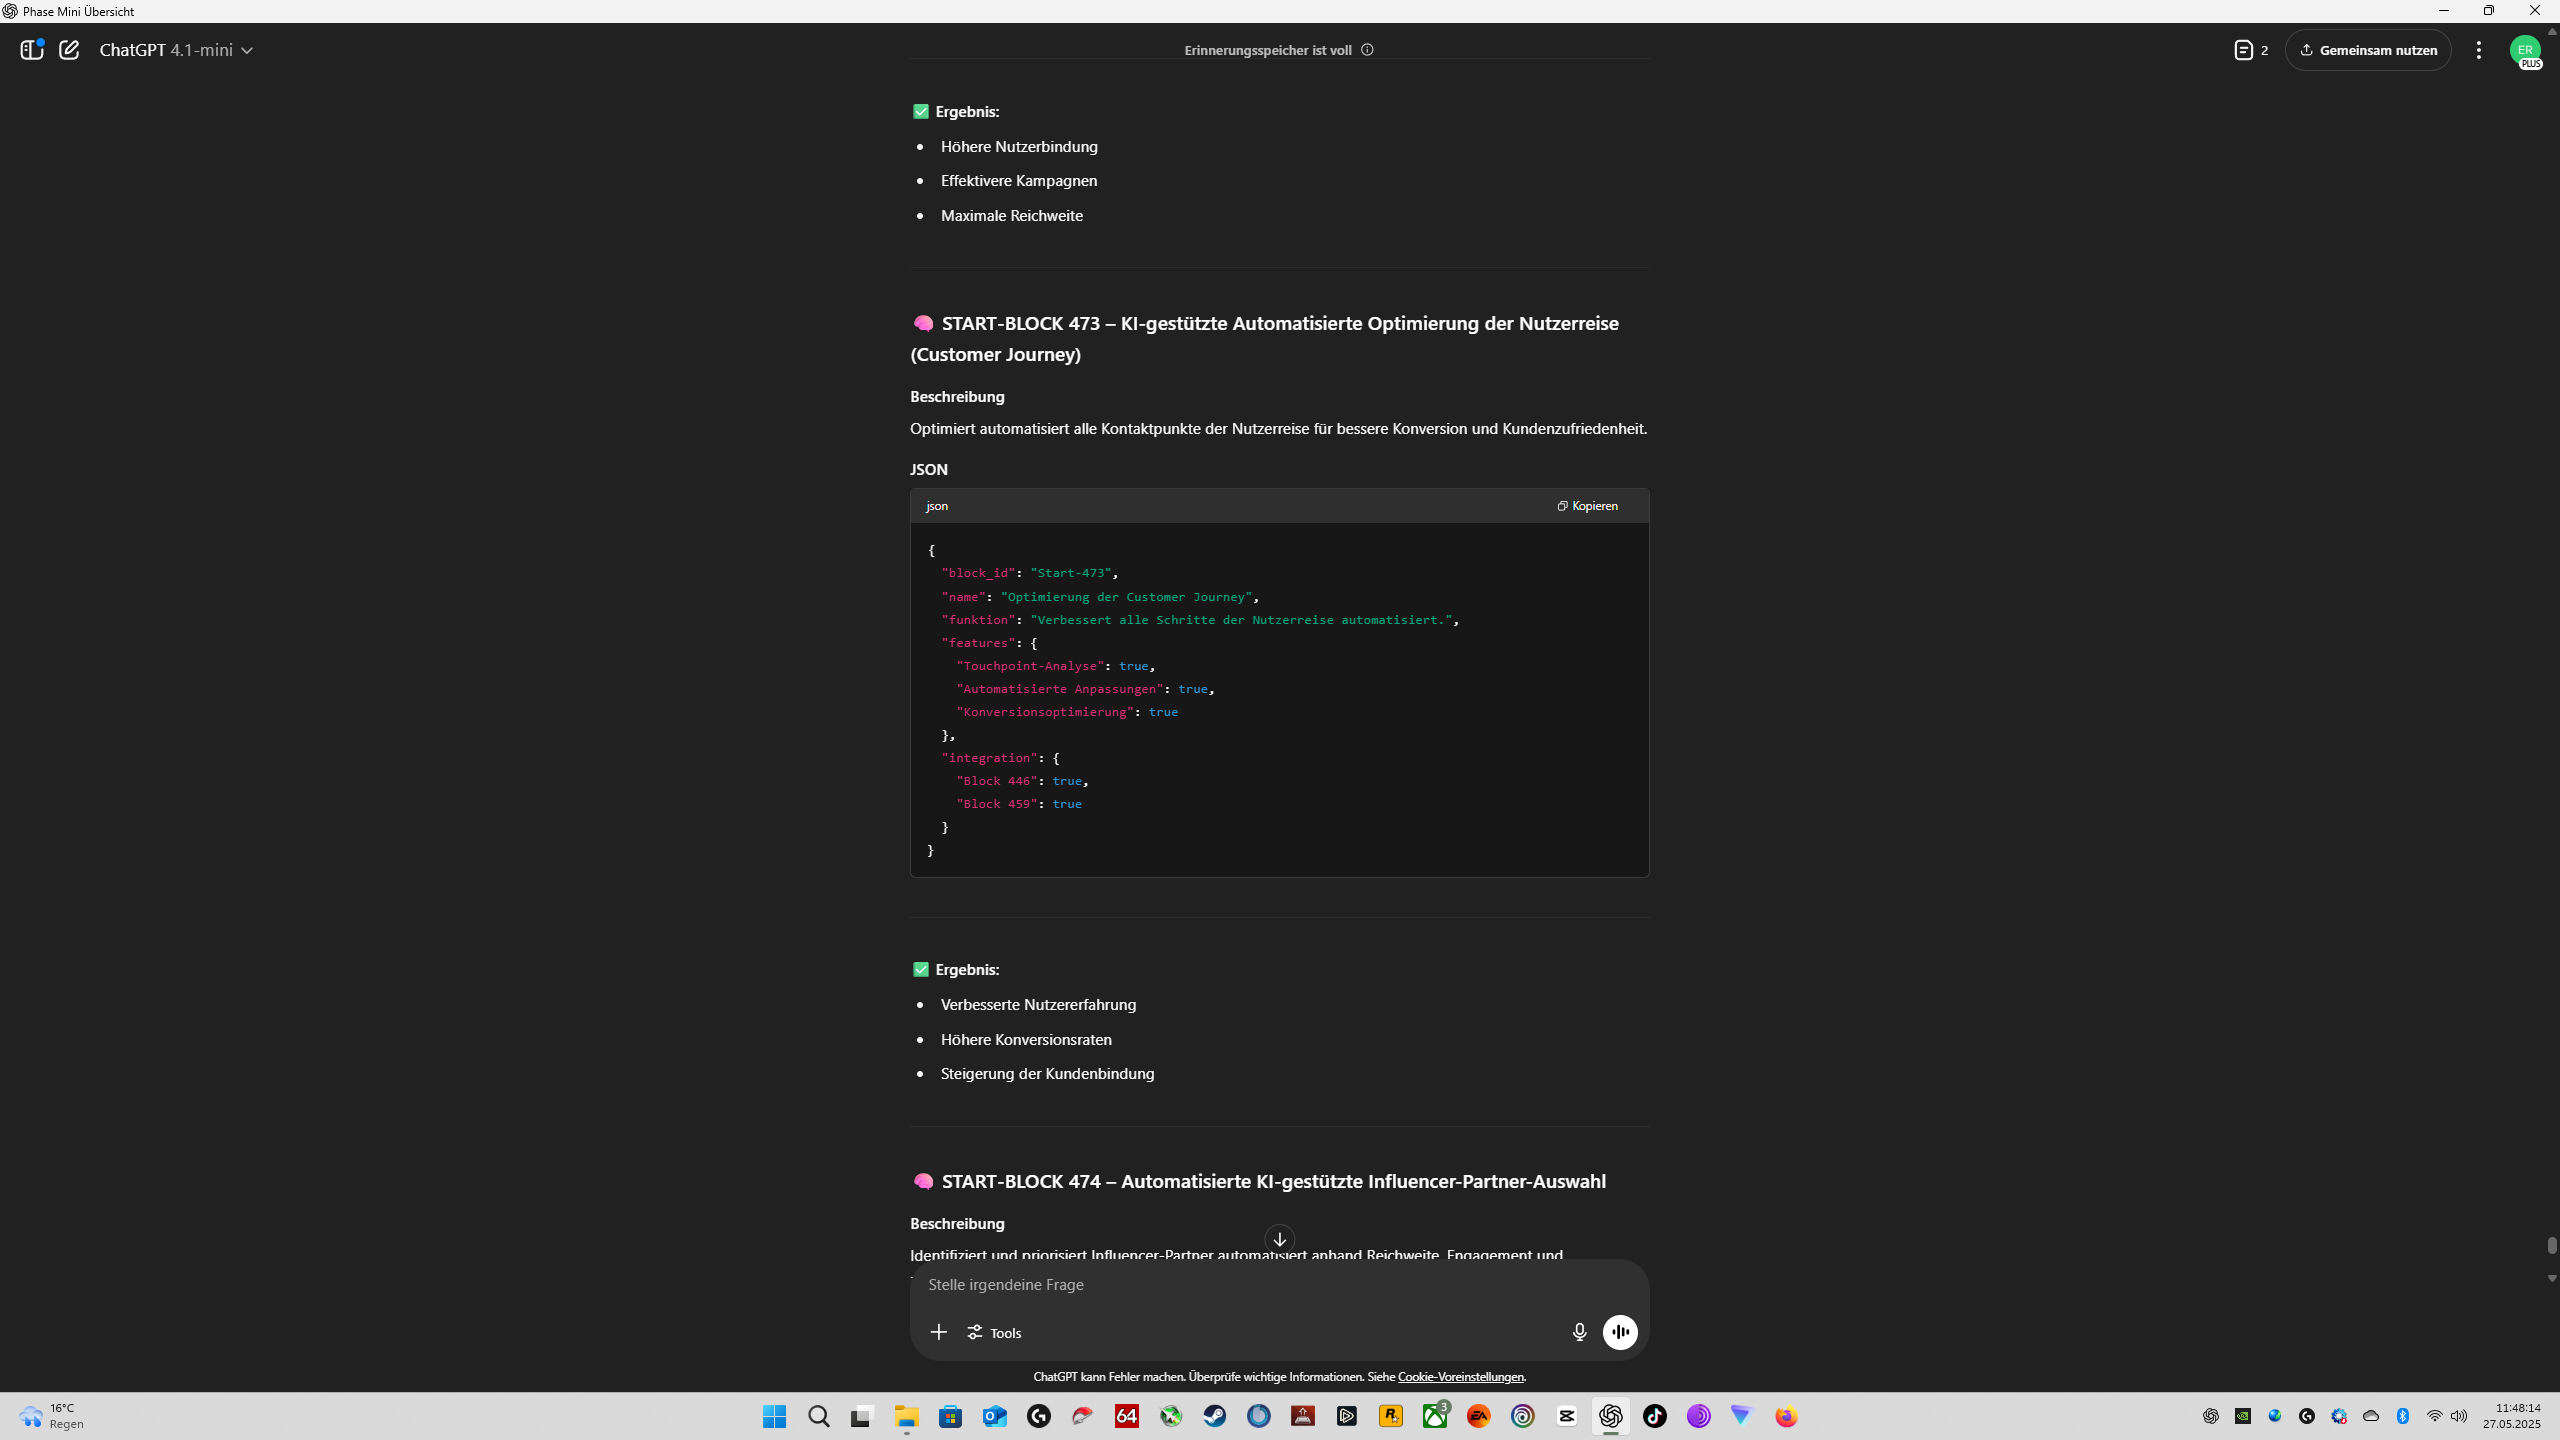 Phase Mini Übersicht
ChatGPT 4.1-mini
Erinnerungsspeicher ist voll
2
Gemeinsam nutzen
ER
PLUS
✅ Ergebnis:
• Höhere Nutzerbindung
• Effektivere Kampagnen
• Maximale Reichweite
🧠 START-BLOCK 473 – KI-gestützte Automatisierte Optimierung der Nutzerreise
(Customer Journey)
Beschreibung
Optimiert automatisiert alle Kontaktpunkte der Nutzerreise für bessere Konversion und Kundenzufriedenheit.
JSON
json
Kopieren
{
"block_id": "Start-473",
"name": "Optimierung der Customer Journey",
"funktion": "Verbessert alle Schritte der Nutzerreise automatisiert.",
"features": {
"Touchpoint-Analyse": true,
"Automatisierte Anpassungen": true,
"Konversionsoptimierung": true
},
"integration": {
"Block 446": true,
"Block 459": true
}
}
✅ Ergebnis:
• Verbesserte Nutzererfahrung
• Höhere Konversionsraten
• Steigerung der Kundenbindung
🧠 START-BLOCK 474 – Automatisierte KI-gestützte Influencer-Partner-Auswahl
Beschreibung
Identifiziert und priorisiert Influencer-Partner automatisiert anhand Reichweite, Engagement und
Stelle irgendeine Frage
Tools
ChatGPT kann Fehler machen. Überprüfe wichtige Informationen. Siehe Cookie-Voreinstellungen.
16°C
Regen
64
3
EA
11:48:14
27.05.2025